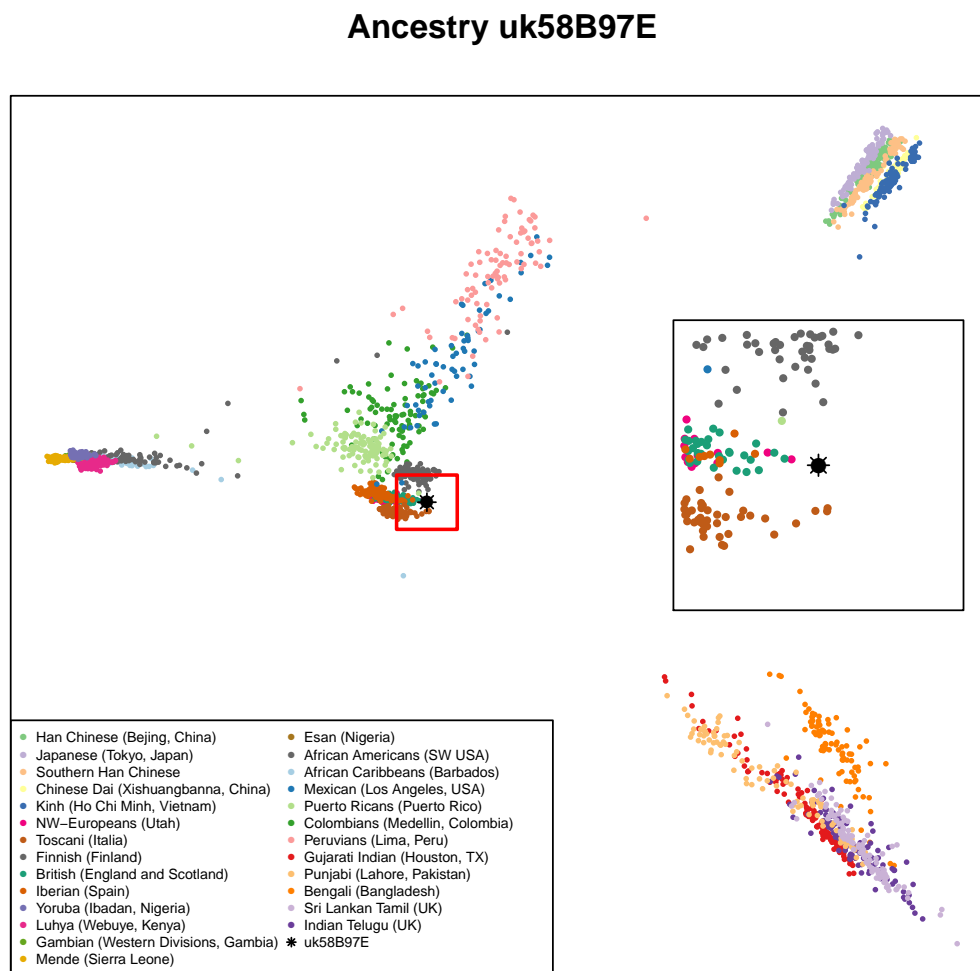 Ancestry uk58B97E
Han Chinese (Bejing, China)
Japanese (Tokyo, Japan)
Southern Han Chinese
Chinese Dai (Xishuangbanna, China)
Kinh (Ho Chi Minh, Vietnam)
NW−Europeans (Utah)
Toscani (Italia)
Finnish (Finland)
British (England and Scotland)
Iberian (Spain)
Yoruba (Ibadan, Nigeria)
Luhya (Webuye, Kenya)
Gambian (Western Divisions, Gambia)
Mende (Sierra Leone)
Esan (Nigeria)
African Americans (SW USA)
African Caribbeans (Barbados)
Mexican (Los Angeles, USA)
Puerto Ricans (Puerto Rico)
Colombians (Medellin, Colombia)
Peruvians (Lima, Peru)
Gujarati Indian (Houston, TX)
Punjabi (Lahore, Pakistan)
Bengali (Bangladesh)
Sri Lankan Tamil (UK)
Indian Telugu (UK)
uk58B97E